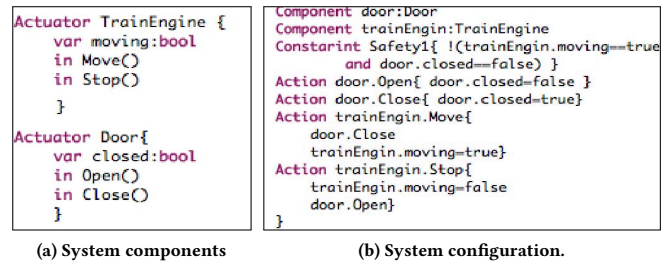 Actuator TrainEngine {
var moving:bool
in Move()
in Stop()
}
Actuator Door{
var closed:bool
in Open()
in Close()
}
(a) System components
Component door:Door
Component trainEngin:TrainEngine
Constarint Safety1{ !(trainEngin.moving==true
and door.closed==false) }
Action door.Open{ door.closed=false }
Action door.Close{ door.closed=true}
Action trainEngin.Move{
door.Close
trainEngin.moving=true}
Action trainEngin.Stop{
trainEngin.moving=false
door.Open}
}
(b) System configuration.